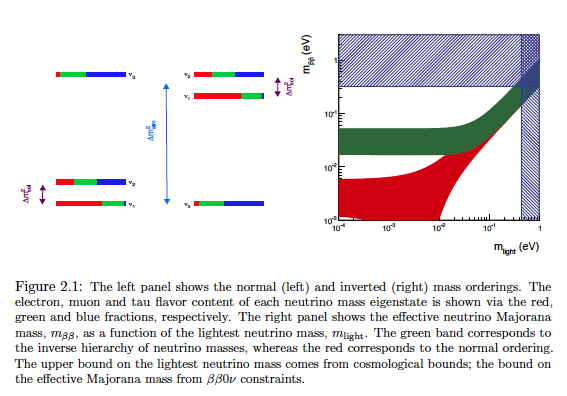 ν₃
ν₂
ν₁
Δm²sol
Δm²atm
ν₂
ν₁
Δm²sol
ν₃
mββ (eV)
1
10⁻¹
10⁻²
10⁻³
10⁻⁴ 10⁻³ 10⁻² 10⁻¹ 1
mlight (eV)
Figure 2.1: The left panel shows the normal (left) and inverted (right) mass orderings. The
electron, muon and tau flavor content of each neutrino mass eigenstate is shown via the red,
green and blue fractions, respectively. The right panel shows the effective neutrino Majorana
mass, mββ, as a function of the lightest neutrino mass, mlight. The green band corresponds to
the inverse hierarchy of neutrino masses, whereas the red corresponds to the normal ordering.
The upper bound on the lightest neutrino mass comes from cosmological bounds; the bound on
the effective Majorana mass from ββ0ν constraints.